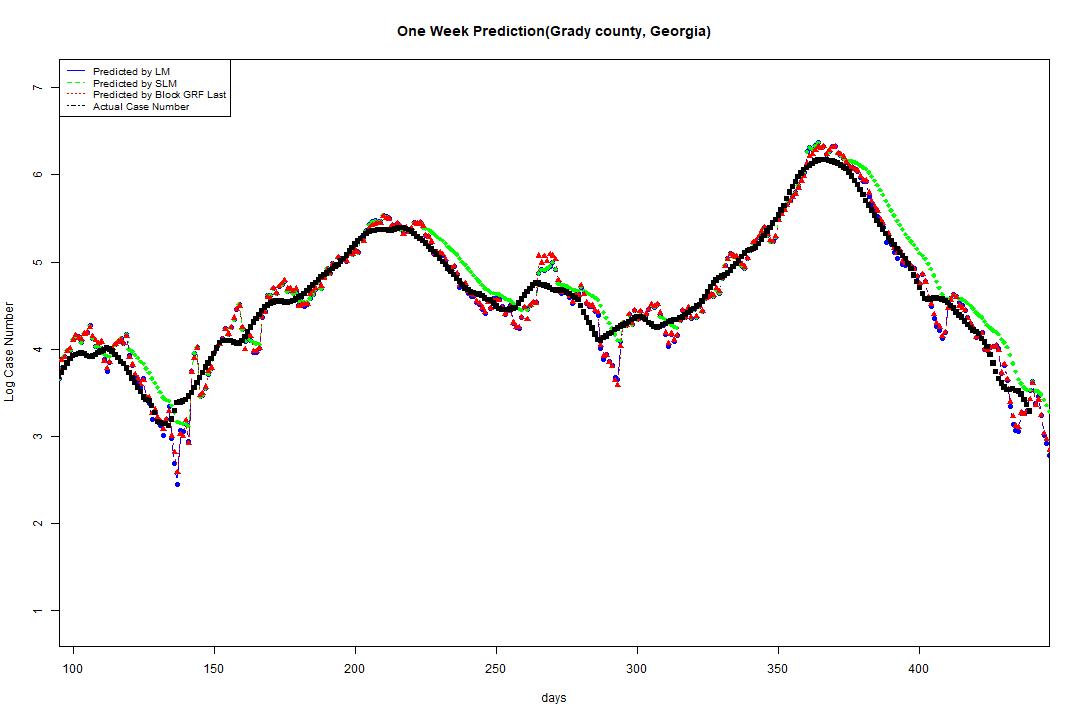 One Week Prediction(Grady county, Georgia)
Predicted by LM
Predicted by SLM
Predicted by Block GRF Last
Actual Case Number
7
6
5
4
3
2
1
Log Case Number
100 150 200 250 300 350 400
days